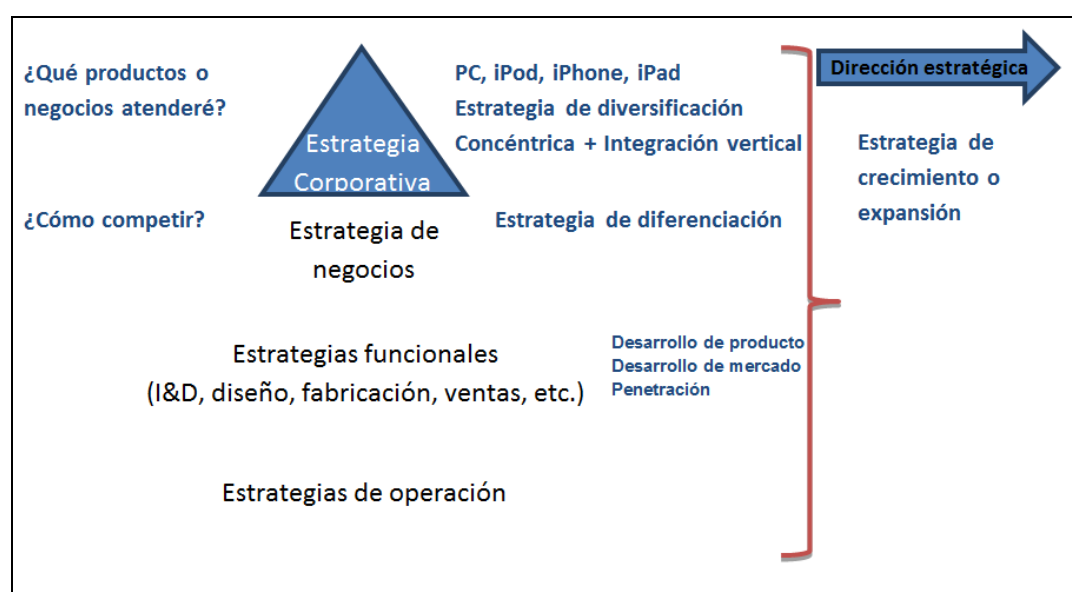 ¿Qué productos o
negocios atenderé?
Estrategia
Corporativa
PC, iPod, iPhone, iPad
Estrategia de diversificación
Concéntrica + Integración vertical
Dirección estratégica
Estrategia de
crecimiento o
expansión
¿Cómo competir?
Estrategia de
negocios
Estrategia de diferenciación
Estrategias funcionales
(I&D, diseño, fabricación, ventas, etc.)
Desarrollo de producto
Desarrollo de mercado
Penetración
Estrategias de operación